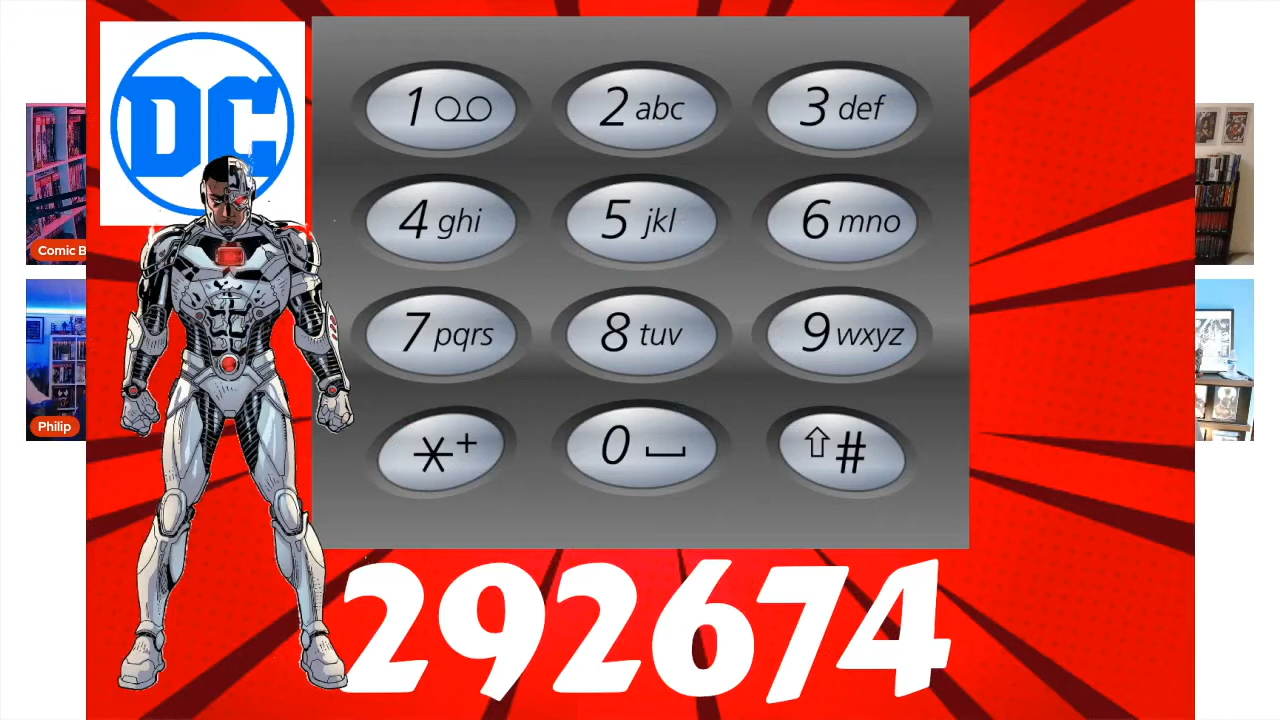 DC
1
2 abc
3 def
4 ghi
5 jkl
6 mno
7 pqrs
8 tuv
9 wxyz
*+
0
#
Comic B
Philip
292674